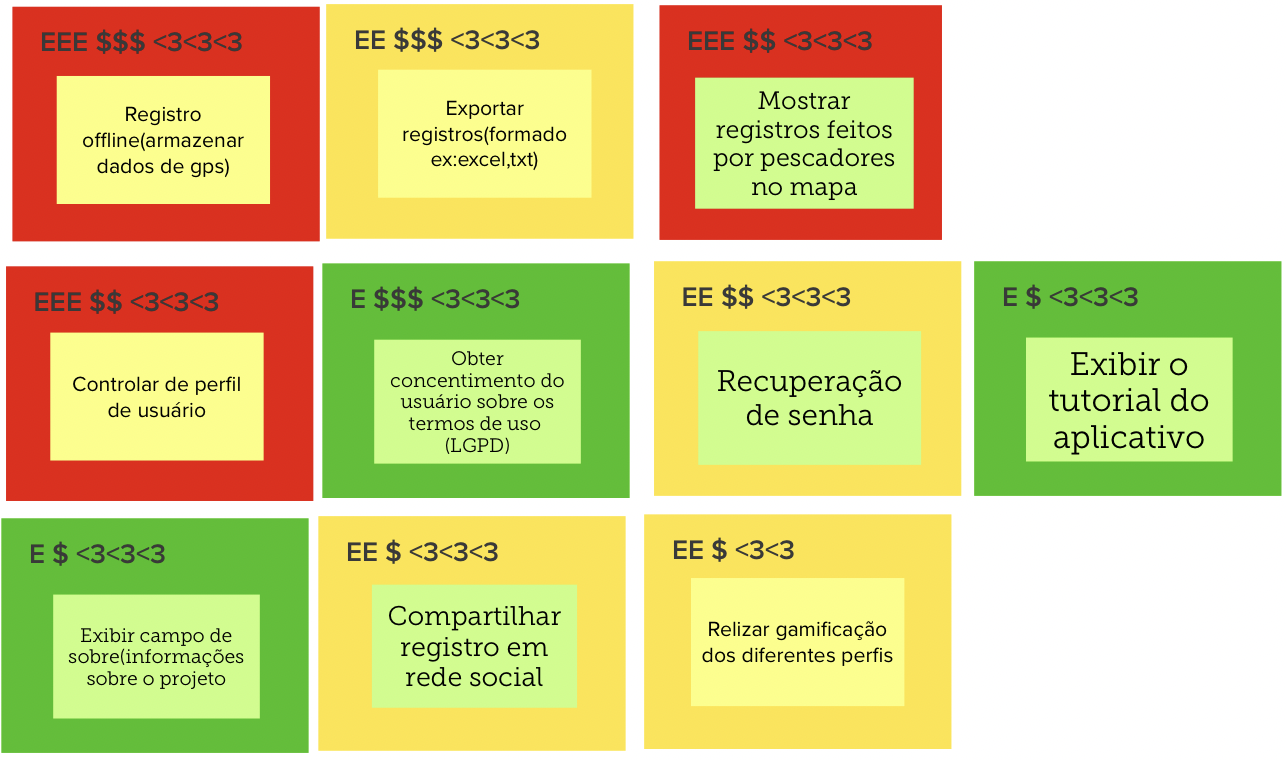 EEE $$$ <3<3<3
Registro
offline(armazenar
dados de gps)
EE $$$ <3<3<3
Exportar
registros(formado
ex:excel,txt)
EEE $$ <3<3<3
Mostrar
registros feitos
por pescadores
no mapa
EEE $$ <3<3<3
Controlar de perfil
de usuário
E $$$ <3<3<3
Obter
concentimento do
usuário sobre os
termos de uso
(LGPD)
EE $$ <3<3<3
Recuperação
de senha
E $ <3<3<3
Exibir o
tutorial do
aplicativo
E $ <3<3<3
Exibir campo de
sobre(informações
sobre o projeto
EE $ <3<3<3
Compartilhar
registro em
rede social
EE $ <3<3
Relizar gamificação
dos diferentes perfis